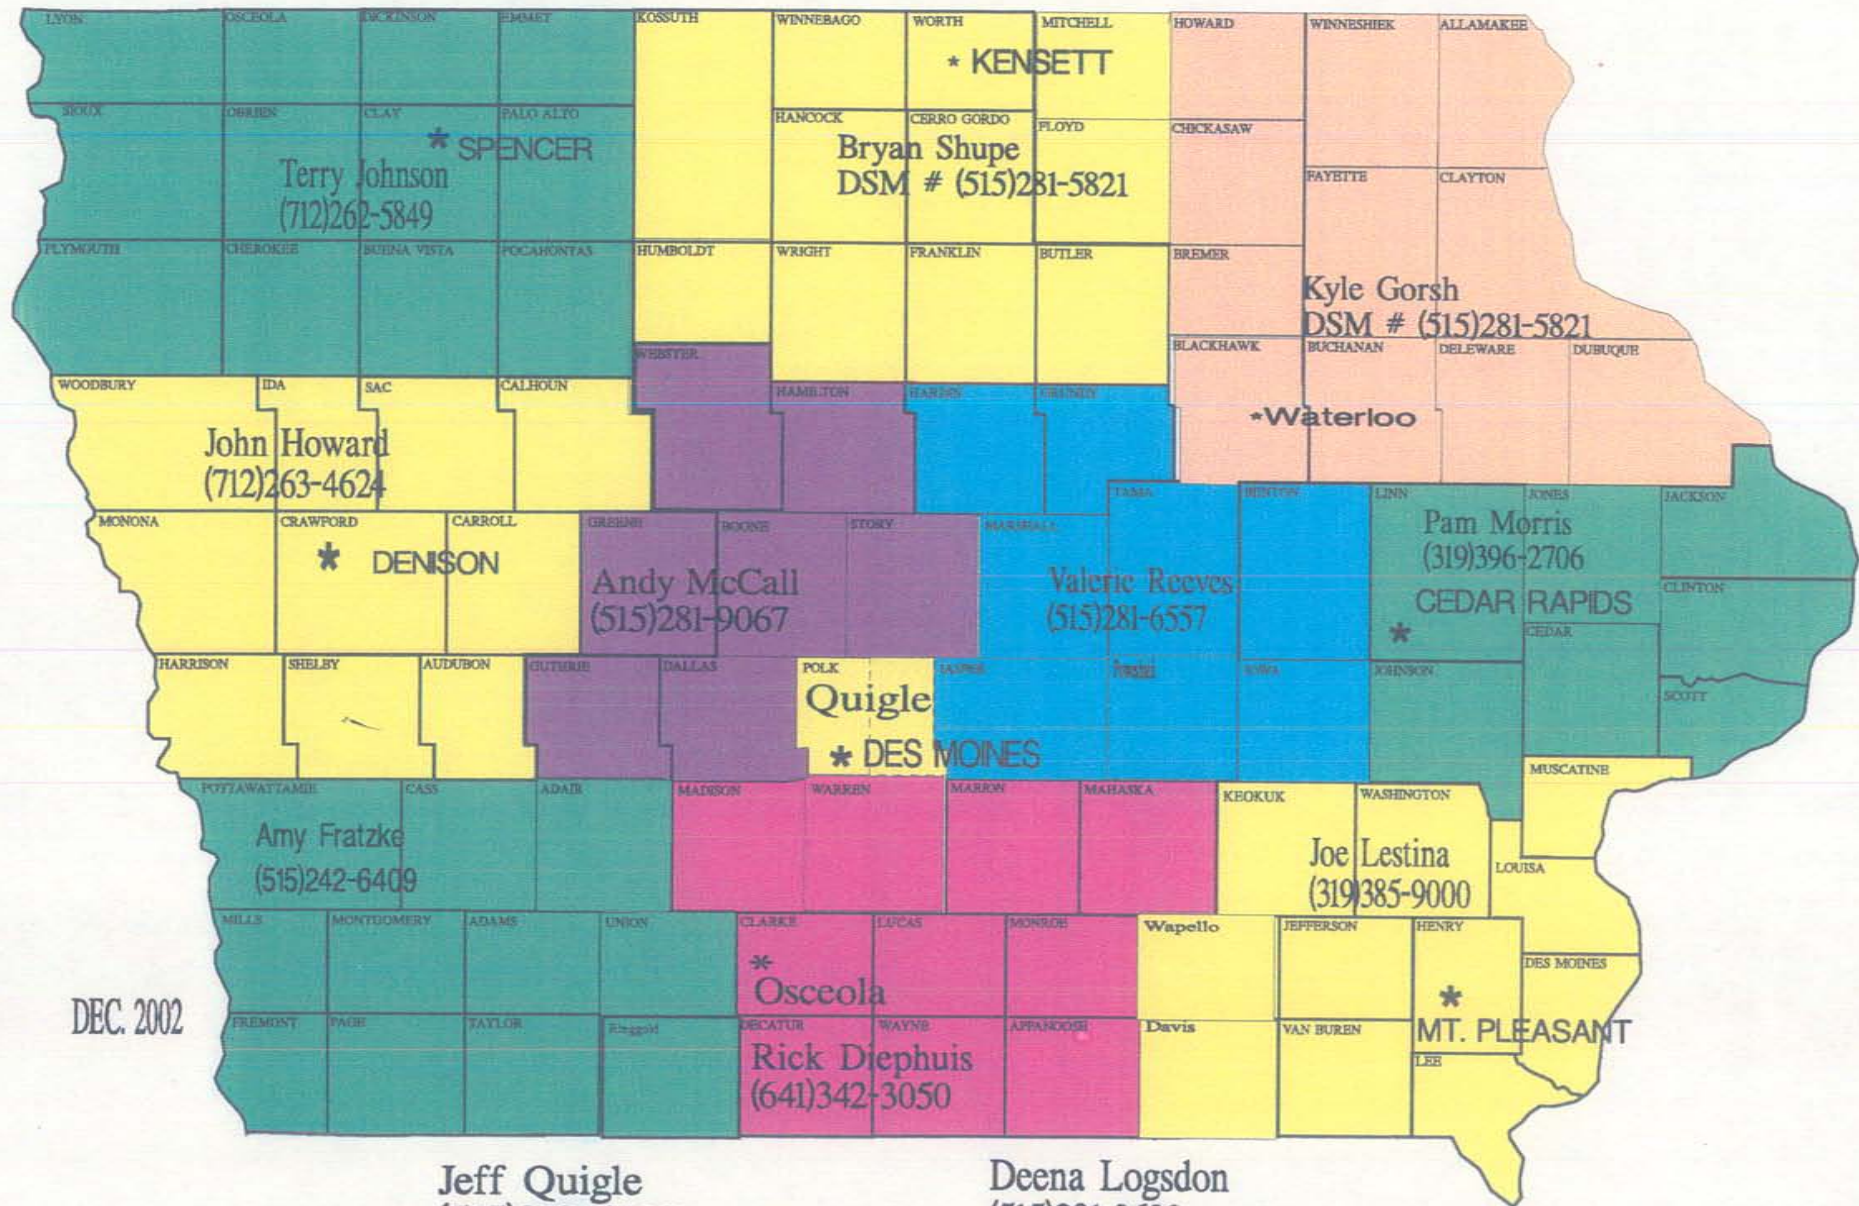 LYON OSCEOLA DICKINSON EMMET KOSSUTH WINNEBAGO WORTH MITCHELL HOWARD WINNESHIEK ALLAMAKEE
* KENSETT
SIOUX OBRIEN CLAY PALO ALTO HANCOCK CERRO GORDO FLOYD CHICKASAW
* SPENCER
Terry Johnson
(712)262-5849
Bryan Shupe
DSM # (515)281-5821
FAYETTE CLAYTON
PLYMOUTH CHEROKEE BUENA VISTA POCAHONTAS HUMBOLDT WRIGHT FRANKLIN BUTLER BREMER
Kyle Gorsh
DSM # (515)281-5821
WEBSTER BLACKHAWK BUCHANAN DELEWARE DUBUQUE
WOODBURY IDA SAC CALHOUN HAMILTON HARDIN GRUNDY
*Waterloo
John Howard
(712)263-4624
TAMA BENTON LINN JONES JACKSON
MONONA CRAWFORD CARROLL GREENE BOONE STORY MARSHALL
Pam Morris
(319)396-2706
* DENISON
Andy McCall
(515)281-9067
Valerie Reeves
(515)281-6557
CLINTON
CEDAR RAPIDS
*
CEDAR
HARRISON SHELBY AUDUBON GUTHRIE DALLAS POLK JASPER IOWA JOHNSON
SCOTT
Quigle
* DES MOINES
MUSCATINE
POTTAWATTAMIE CASS ADAIR MADISON WARREN MARION MAHASKA KEOKUK WASHINGTON
Amy Fratzke
(515)242-6409
Joe Lestina
(319)385-9000
LOUISA
MILLS MONTGOMERY ADAMS UNION CLARKE LUCAS MONROE Wapello JEFFERSON HENRY
DES MOINES
*
Osceola
*
MT. PLEASANT
DEC. 2002
FREMONT PAGE TAYLOR Ringgold DECATUR WAYNE APPANOOSE Davis VAN BUREN
LEE
Rick Diephuis
(641)342-3050
Jeff Quigle
Deena Logsdon